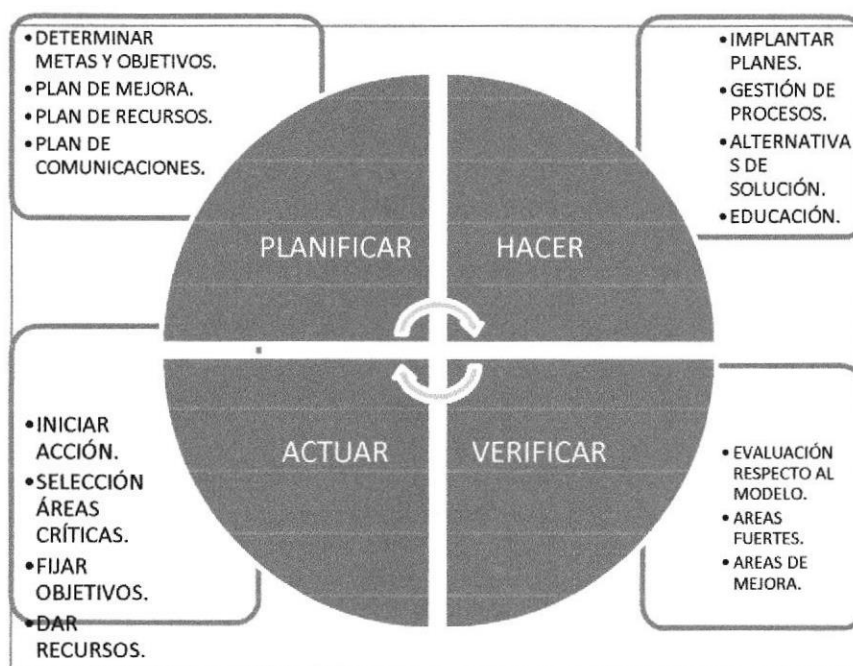 •DETERMINAR
METAS Y OBJETIVOS.
•PLAN DE MEJORA.
•PLAN DE RECURSOS.
•PLAN DE
COMUNICACIONES.
•IMPLANTAR
PLANES.
•GESTIÓN DE
PROCESOS.
•ALTERNATIVA
S DE
SOLUCIÓN.
•EDUCACIÓN.
PLANIFICAR
HACER
ACTUAR
VERIFICAR
•INICIAR
ACCIÓN.
•SELECCIÓN
ÁREAS
CRÍTICAS.
•FIJAR
OBJETIVOS.
•DAR
RECURSOS.
•EVALUACIÓN
RESPECTO AL
MODELO.
•AREAS
FUERTES.
•AREAS DE
MEJORA.